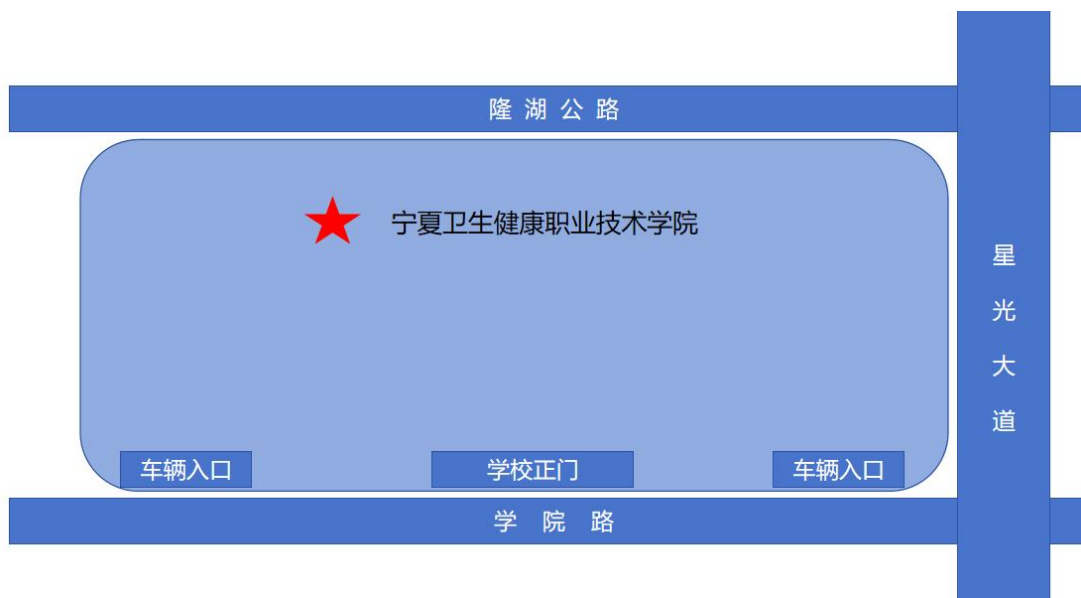 隆湖公路
宁夏卫生健康职业技术学院
星光大道
车辆入口
学校正门
车辆入口
学院路